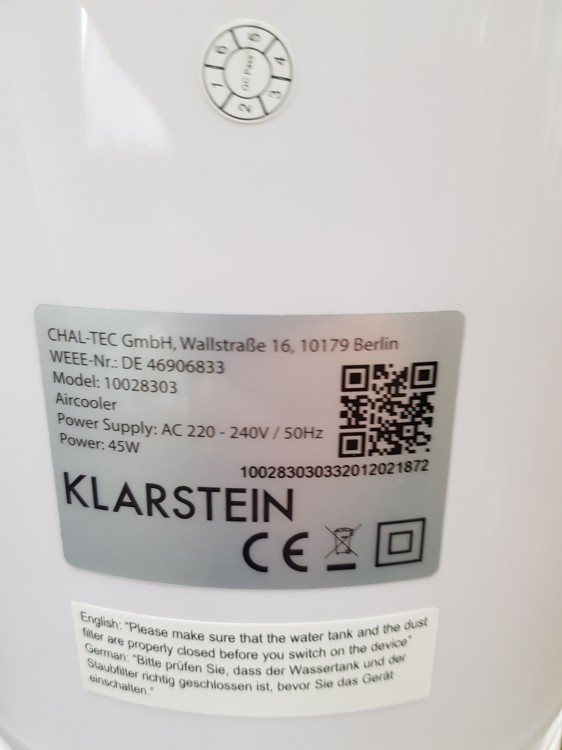 6 5 4
1 QC Pass 3
2
CHAL-TEC GmbH, Wallstraße 16, 10179 Berlin
WEEE-Nr.: DE 46906833
Model: 10028303
Aircooler
Power Supply: AC 220 - 240V / 50Hz
Power: 45W
100283030332012021872
KLARSTEIN
CE
English: "Please make sure that the water tank and the dust
filter are properly closed before you switch on the device"
German: "Bitte prüfen Sie, dass der Wassertank und der
Staubfilter richtig geschlossen ist, bevor Sie das Gerät
einschalten."